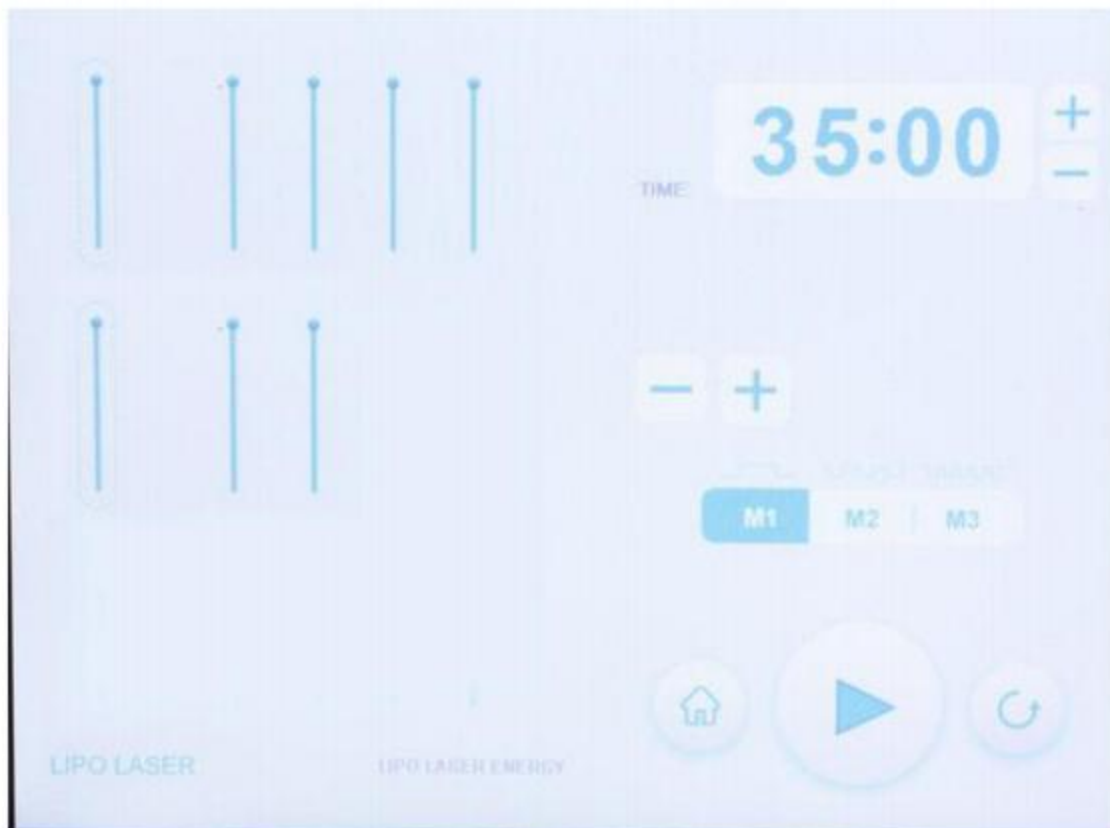 35:00
TIME:
M1 M2 M3
LIPO LASER
LIPO LASER ENERGY